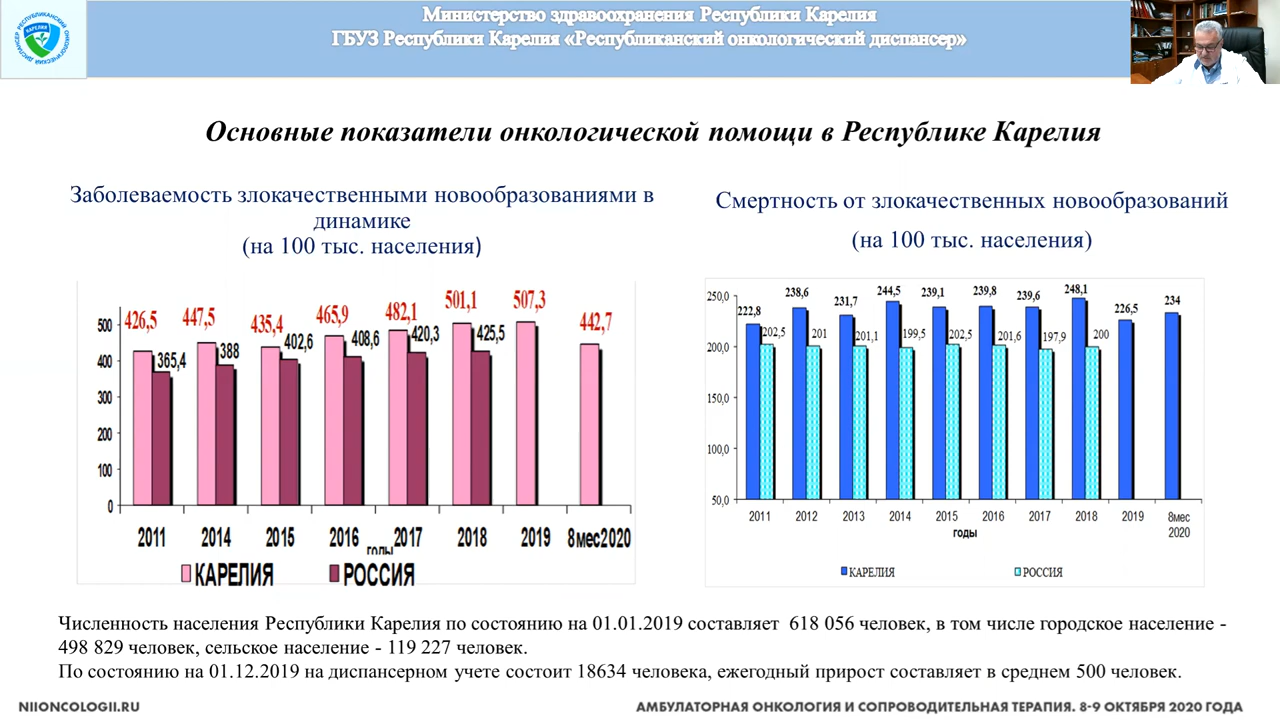 Министерство здравоохранения Республики Карелия
ГБУЗ Республики Карелия «Республиканский онкологический диспансер»
РЕСПУБЛИКАНСКИЙ ОНКОЛОГИЧЕСКИЙ ДИСПАНСЕР
КАРЕЛИЯ
Основные показатели онкологической помощи в Республике Карелия
Заболеваемость злокачественными новообразованиями в
динамике
(на 100 тыс. населения)
500
400
300
200
100
0
426,5
447,5
435,4
465,9
482,1
501,1
507,3
442,7
365,4
388
402,6
408,6
420,3
425,5
2011
2014
2015
2016
2017
2018
2019
8мес2020
годы
КАРЕЛИЯ
РОССИЯ
Смертность от злокачественных новообразований
(на 100 тыс. населения)
250,0
200,0
150,0
100,0
50,0
222,8
238,6
231,7
244,5
239,1
239,8
239,6
248,1
226,5
234
202,5
201
201,1
199,5
202,5
201,6
197,9
200
2011
2012
2013
2014
2015
2016
2017
2018
2019
8мес
2020
годы
КАРЕЛИЯ
РОССИЯ
Численность населения Республики Карелия по состоянию на 01.01.2019 составляет 618 056 человек, в том числе городское население -
498 829 человек, сельское население - 119 227 человек.
По состоянию на 01.12.2019 на диспансерном учете состоит 18634 человека, ежегодный прирост составляет в среднем 500 человек.
NIIONCOLOGII.RU
АМБУЛАТОРНАЯ ОНКОЛОГИЯ И СОПРОВОДИТЕЛЬНАЯ ТЕРАПИЯ. 8-9 ОКТЯБРЯ 2020 ГОДА